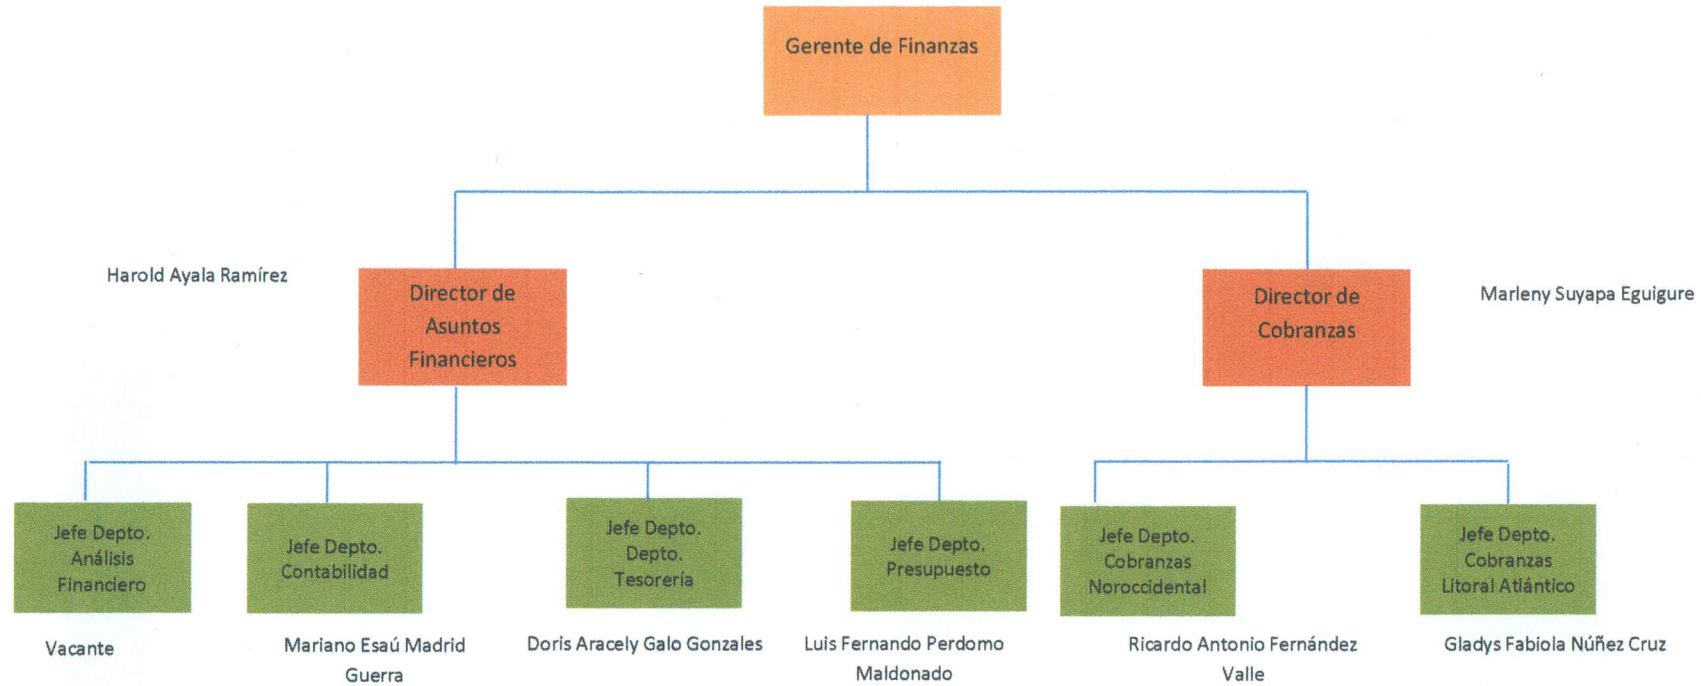 Gerente de Finanzas
Harold Ayala Ramírez
Director de
Asuntos
Financieros
Director de
Cobranzas
Marleny Suyapa Eguigure
Jefe Depto.
Análisis
Financiero
Jefe Depto.
Contabilidad
Jefe Depto.
Depto.
Tesorería
Jefe Depto.
Presupuesto
Jefe Depto.
Cobranzas
Noroccidental
Jefe Depto.
Cobranzas
Litoral Atlántico
Vacante
Mariano Esaú Madrid
Guerra
Doris Aracely Galo Gonzales
Luis Fernando Perdomo
Maldonado
Ricardo Antonio Fernández
Valle
Gladys Fabiola Núñez Cruz